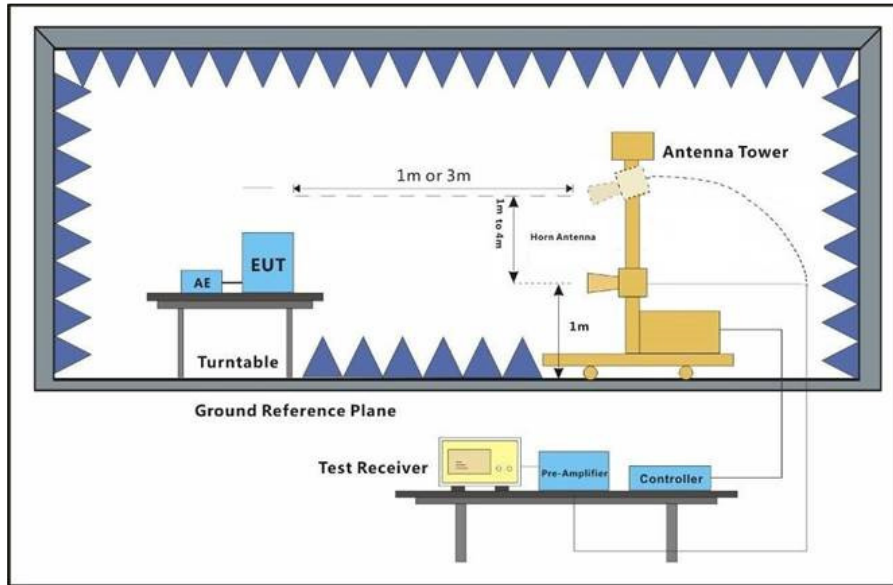 1m or 3m
Antenna Tower
1m to 4m
Horn Antenna
EUT
AE
1m
Turntable
Ground Reference Plane
Test Receiver
Pre-Amplifier
Controller